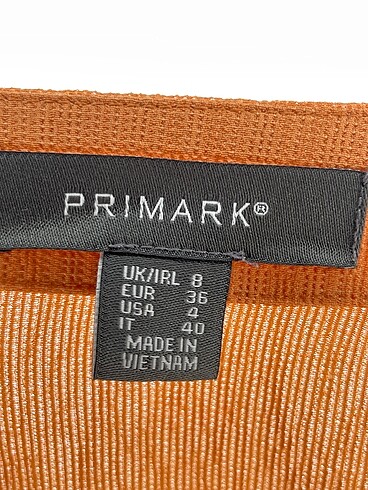 PRIMARK®
UK/IRL 8
EUR 36
USA 4
IT 40
MADE IN
VIETNAM